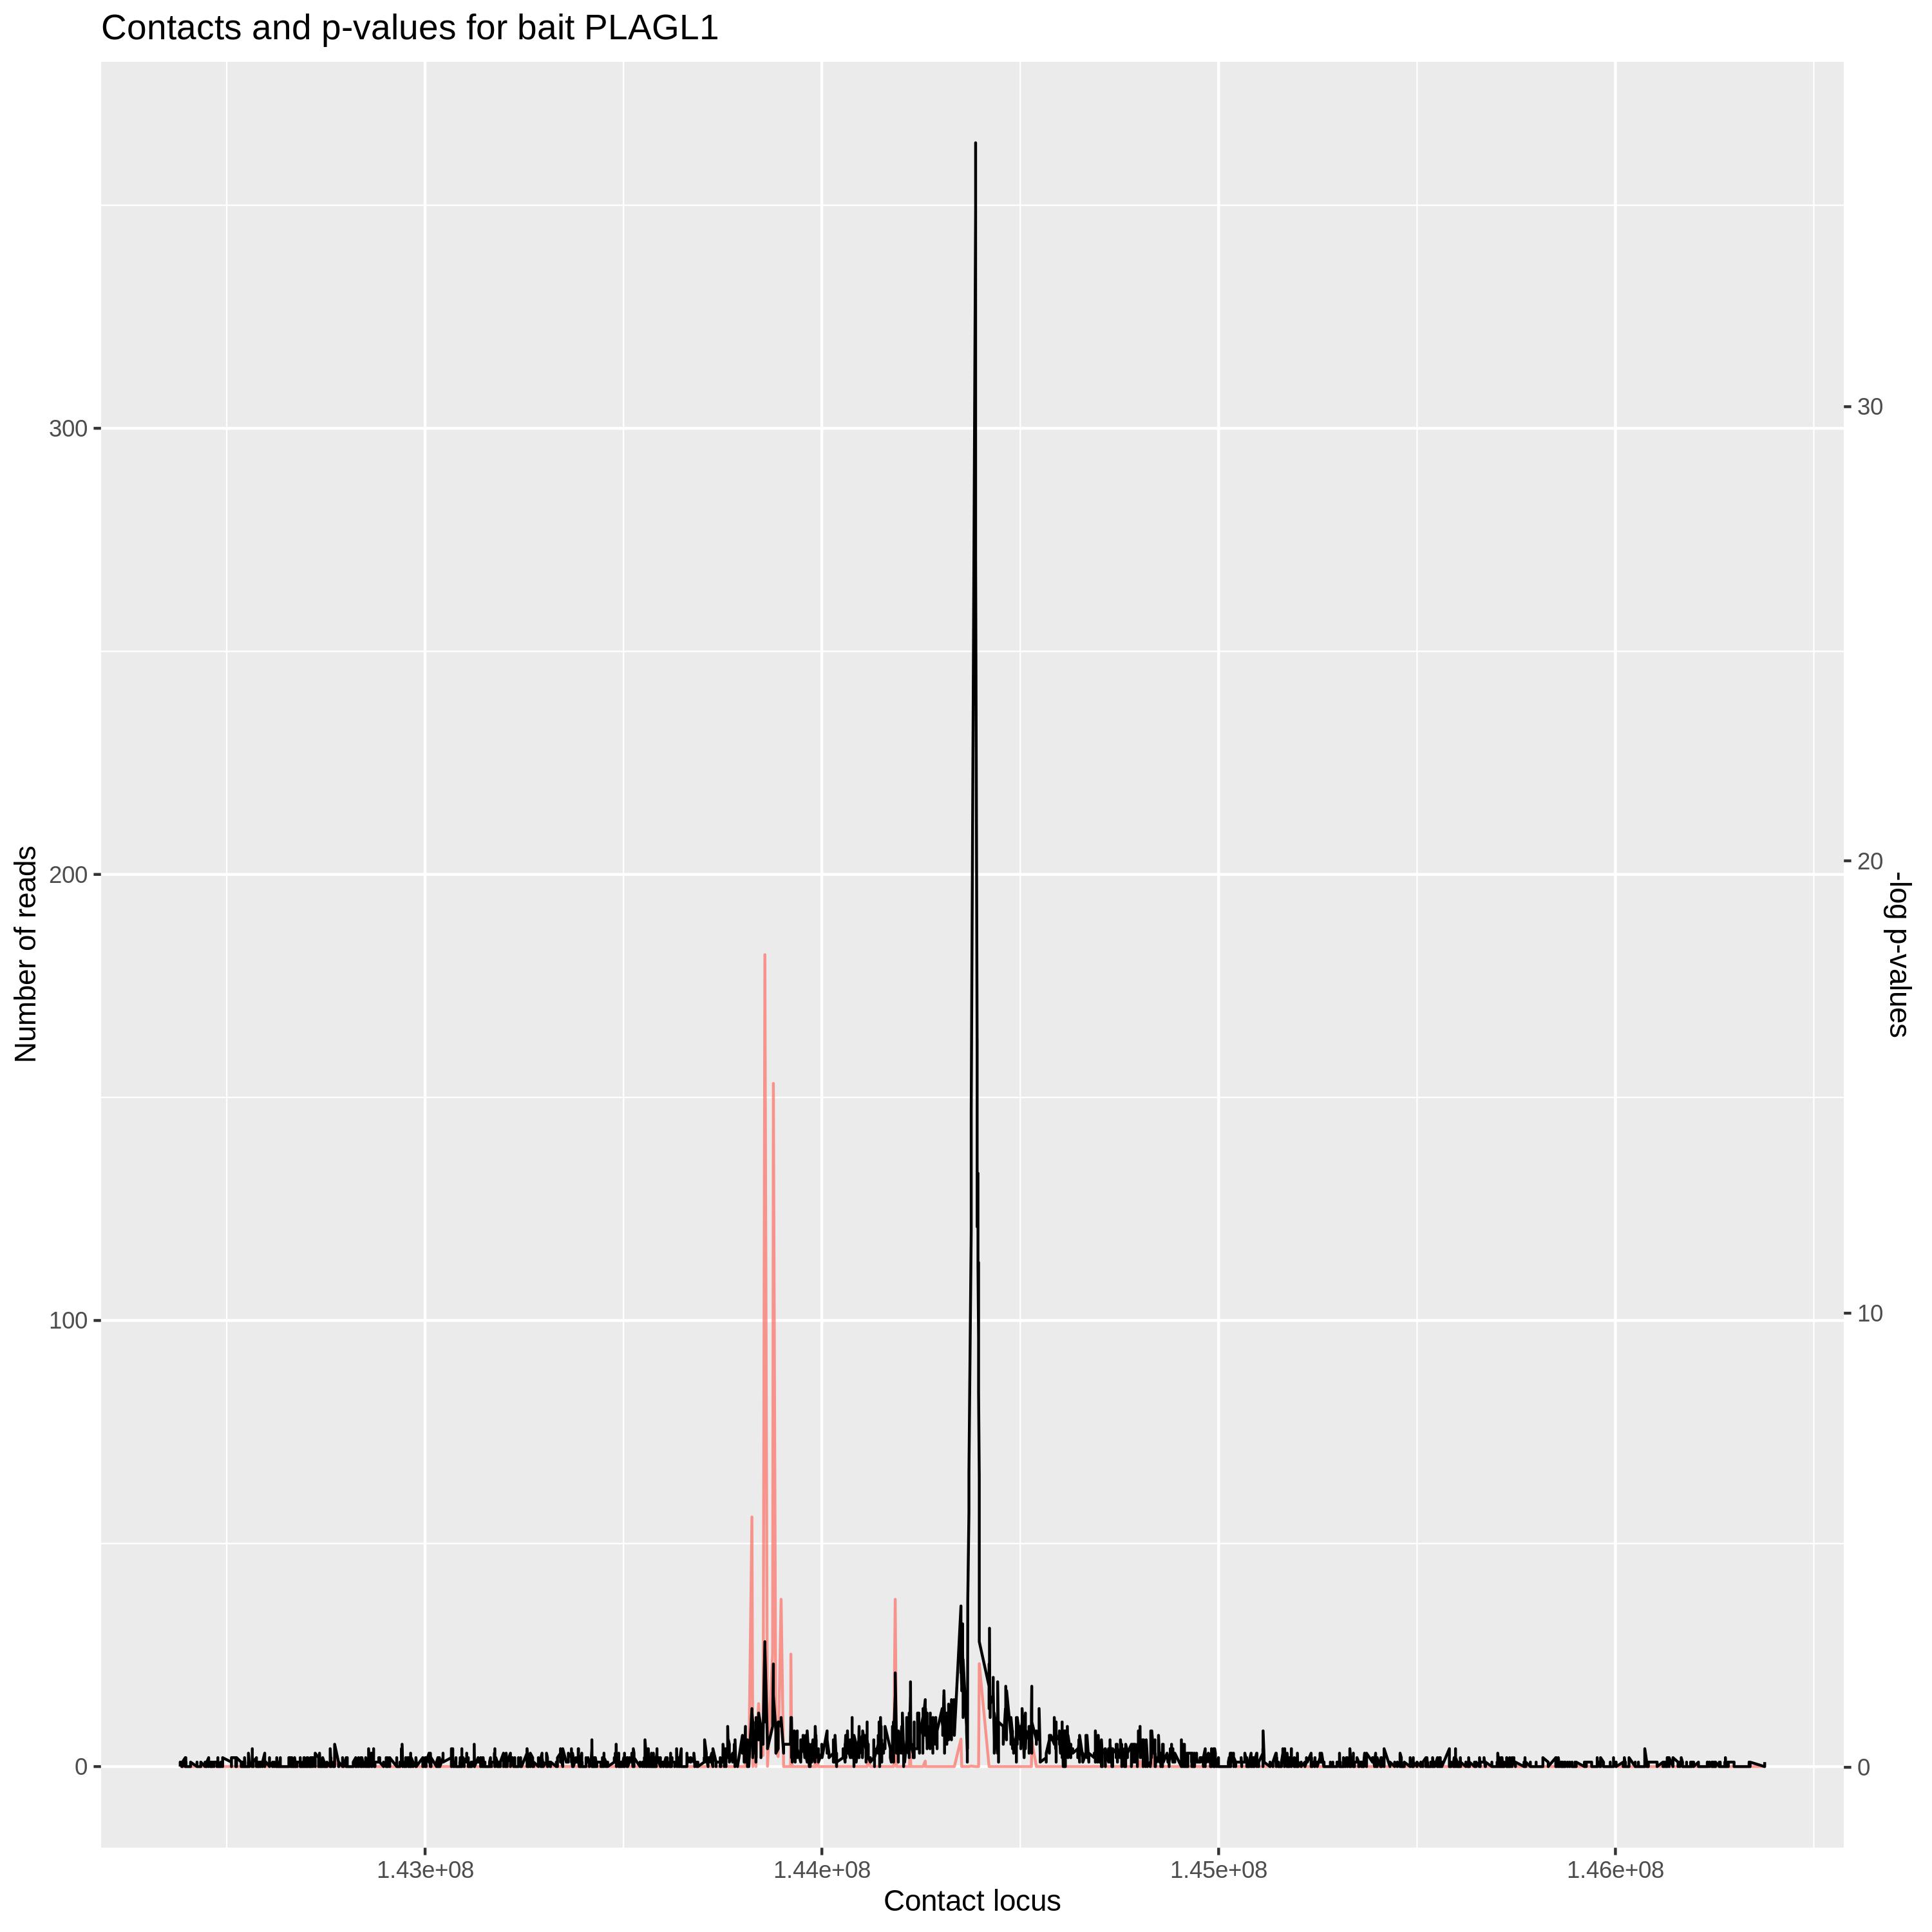 Contacts and p-values for bait PLAGL1
300
200
100
0
30
20
10
0
Number of reads
-log p-values
1.43e+08
1.44e+08
1.45e+08
1.46e+08
Contact locus